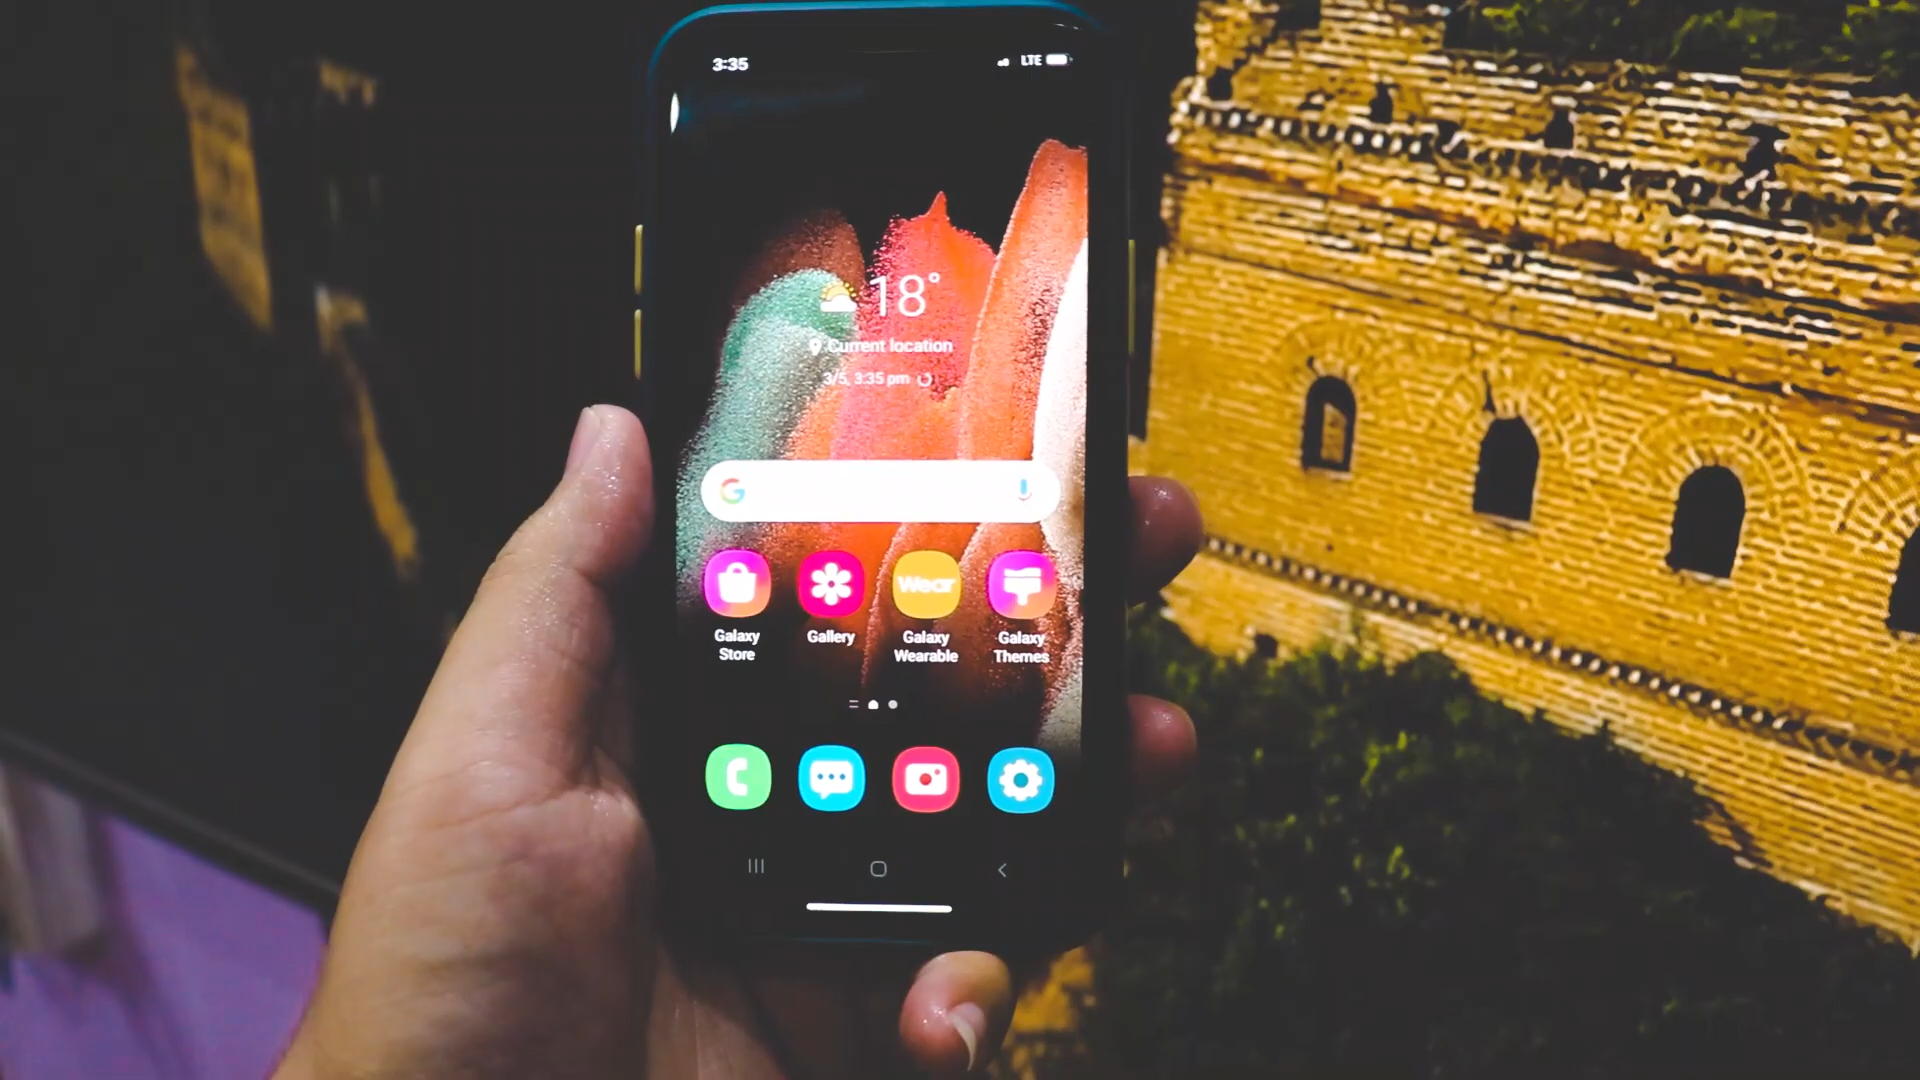 3:35
LTE
18°
Current location
3/5, 3:35 pm
G
Wear
Galaxy
Store
Gallery
Galaxy
Wearable
Galaxy
Themes